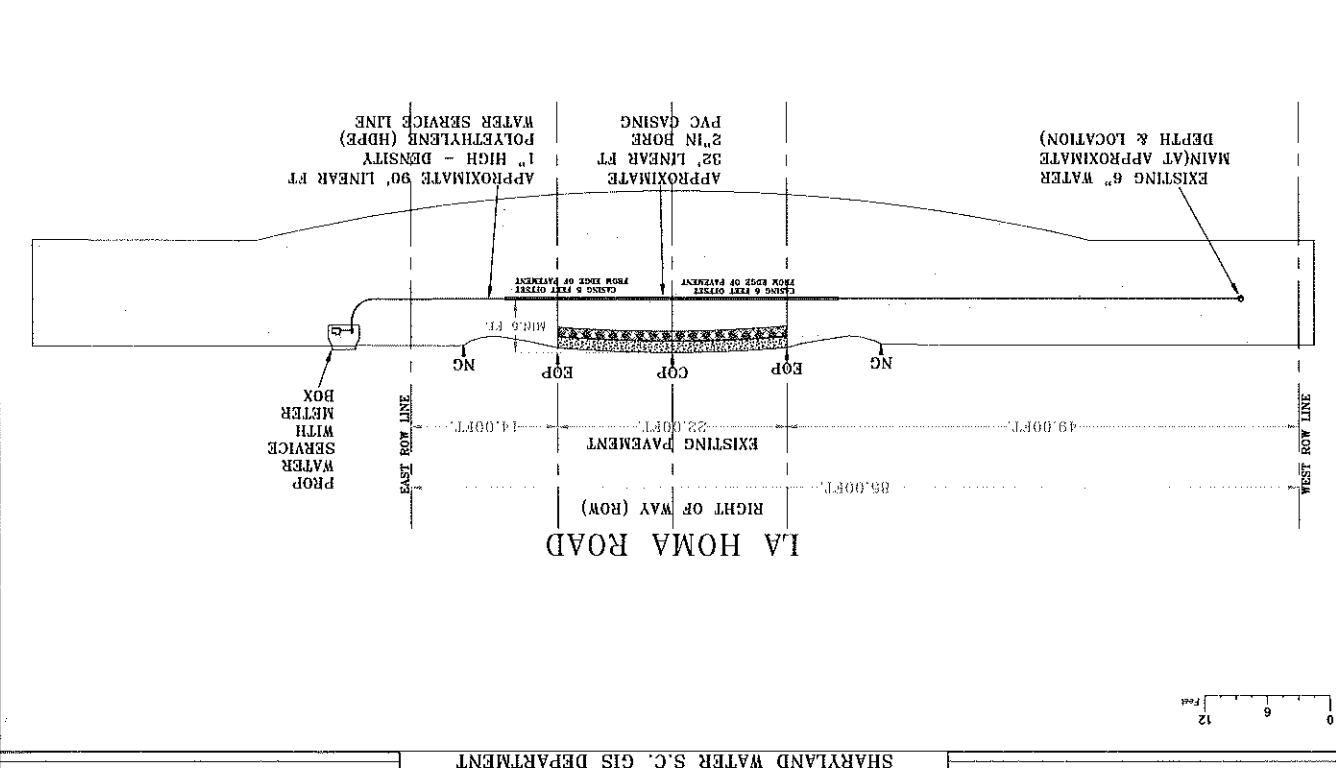 SHARYLAND WATER S.C. GIS DEPARTMENT
0 6 12
Feet
LA HOMA ROAD
RIGHT OF WAY (ROW)
85.00FT.
WEST ROW LINE
EAST ROW LINE
EXISTING PAVEMENT
49.00FT.
22.00FT.
14.00FT.
PROP
WATER
SERVICE
WITH
METER
BOX
NG
EOP
COP
EOP
NG
MIN.6 FT.
CASING 5 FEET OFFSET
FROM EDGE OF PAVEMENT
CASING 5 FEET OFFSET
FROM EDGE OF PAVEMENT
EXISTING 6" WATER
MAIN(AT APPROXIMATE
DEPTH & LOCATION)
APPROXIMATE
32' LINEAR FT
2"IN BORE
PVC CASING
APPROXIMATE 90' LINEAR FT
1" HIGH - DENSITY
POLYETHYLENE (HDPE)
WATER SERVICE LINE